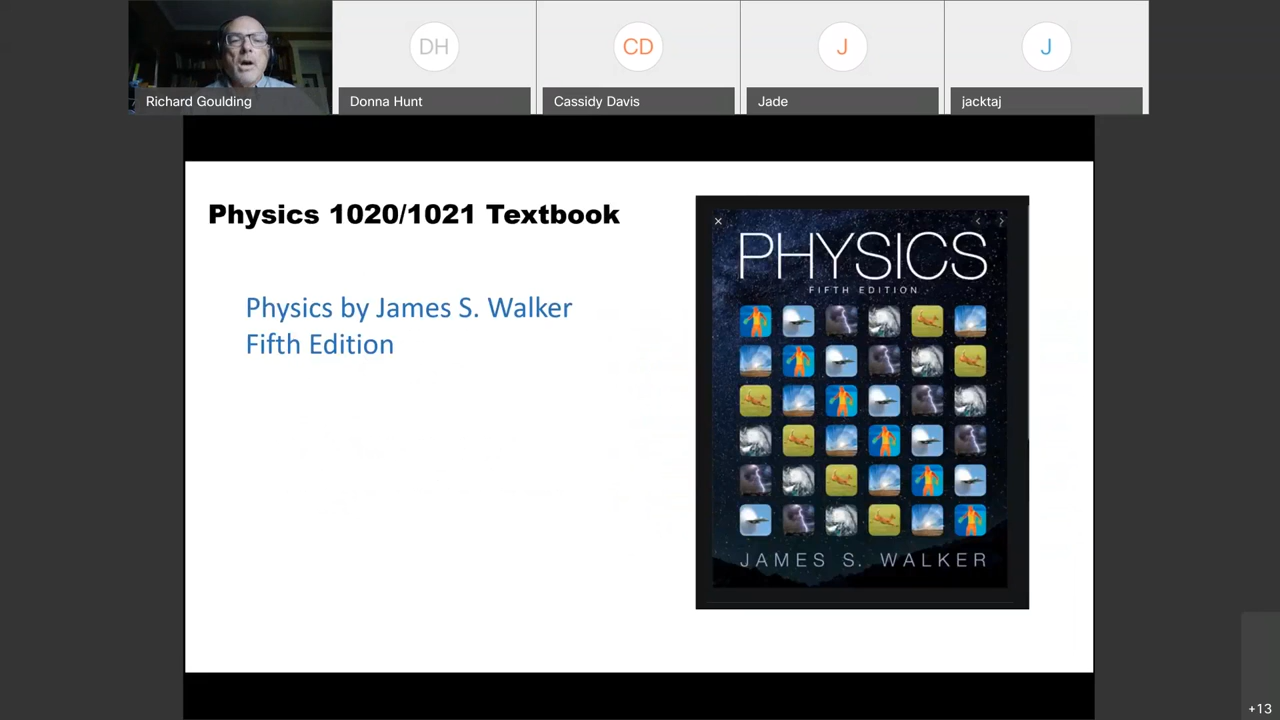 DH
CD
J
J
Richard Goulding
Donna Hunt
Cassidy Davis
Jade
jacktaj
Physics 1020/1021 Textbook
Physics by James S. Walker
Fifth Edition
PHYSICS
FIFTH EDITION
JAMES S. WALKER
+13